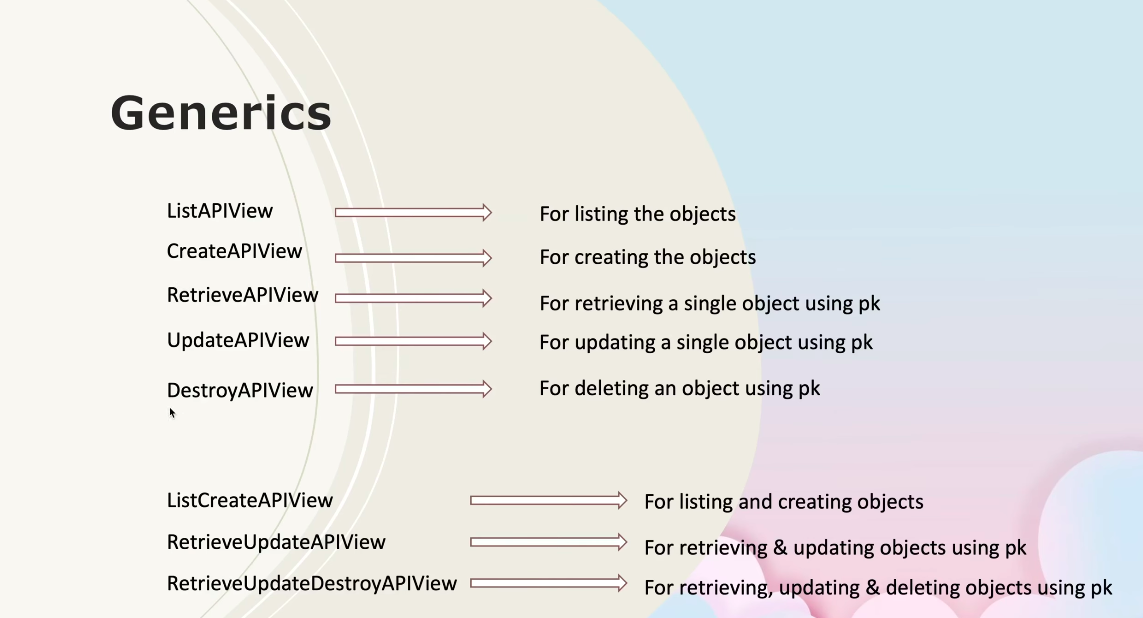 Generics
ListAPIView For listing the objects
CreateAPIView For creating the objects
RetrieveAPIView For retrieving a single object using pk
UpdateAPIView For updating a single object using pk
DestroyAPIView For deleting an object using pk
ListCreateAPIView For listing and creating objects
RetrieveUpdateAPIView For retrieving & updating objects using pk
RetrieveUpdateDestroyAPIView For retrieving, updating & deleting objects using pk